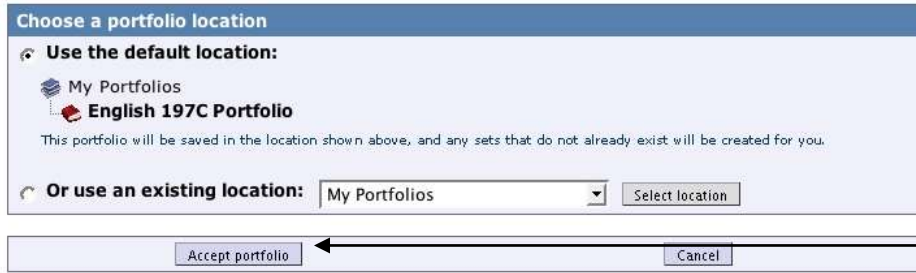 Choose a portfolio location
Use the default location:
My Portfolios
English 197C Portfolio
This portfolio will be saved in the location shown above, and any sets that do not already exist will be created for you.
Or use an existing location: My Portfolios Select location
Accept portfolio Cancel